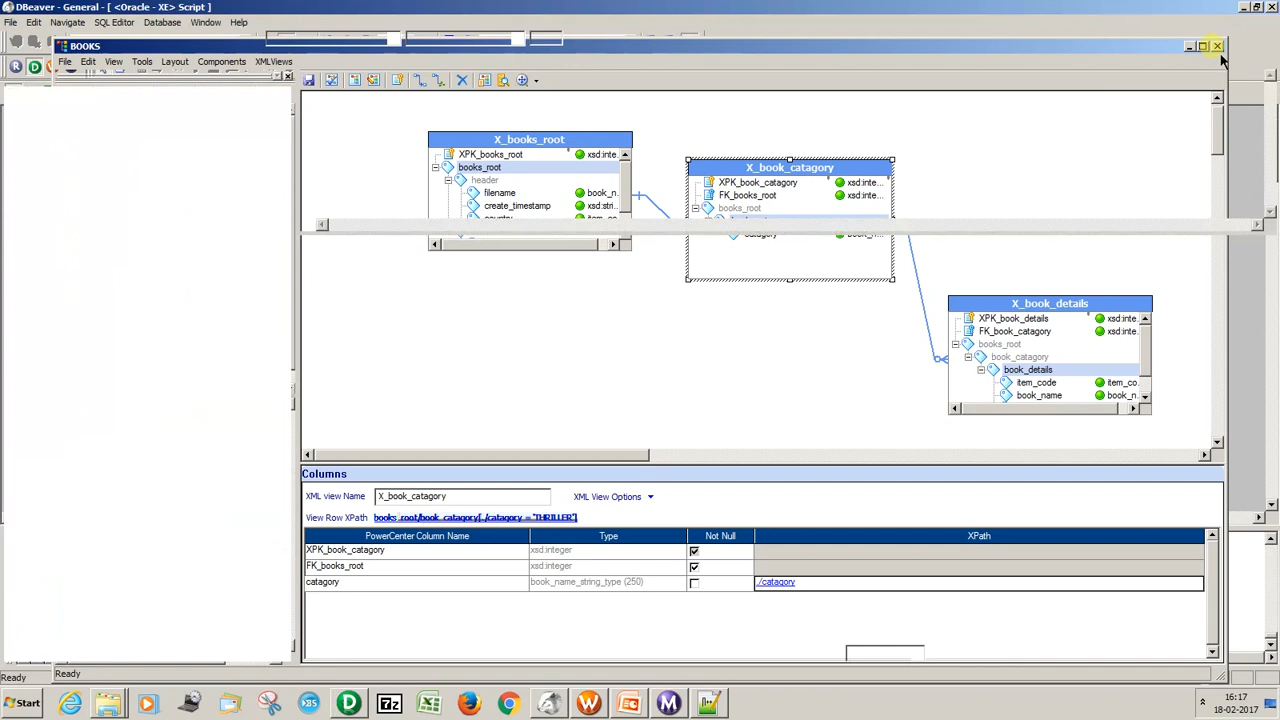 DBeaver - General - [ <Oracle - XE> Script ]
File Edit Navigate SQL Editor Database Window Help
BOOKS
File Edit View Tools Layout Components XMLViews
X_books_root
XPK_books_root xsd:inte...
books_root
header
filename book_n...
create_timestamp xsd:stri...
X_book_catagory
XPK_book_catagory xsd:inte...
FK_books_root xsd:inte...
books_root
X_book_details
XPK_book_details xsd:inte...
FK_book_catagory xsd:inte...
books_root
book_catagory
book_details
item_code item_co...
book_name book_n...
Columns
XML view Name X_book_catagory XML View Options
View Row XPath books_root/book_catagory[./catagory = 'THRILLER']
PowerCenter Column Name Type Not Null XPath
XPK_book_catagory xsd:integer
FK_books_root xsd:integer
catagory book_name_string_type (250) ./catagory
Ready
Ready
Start
16:17
18-02-2017